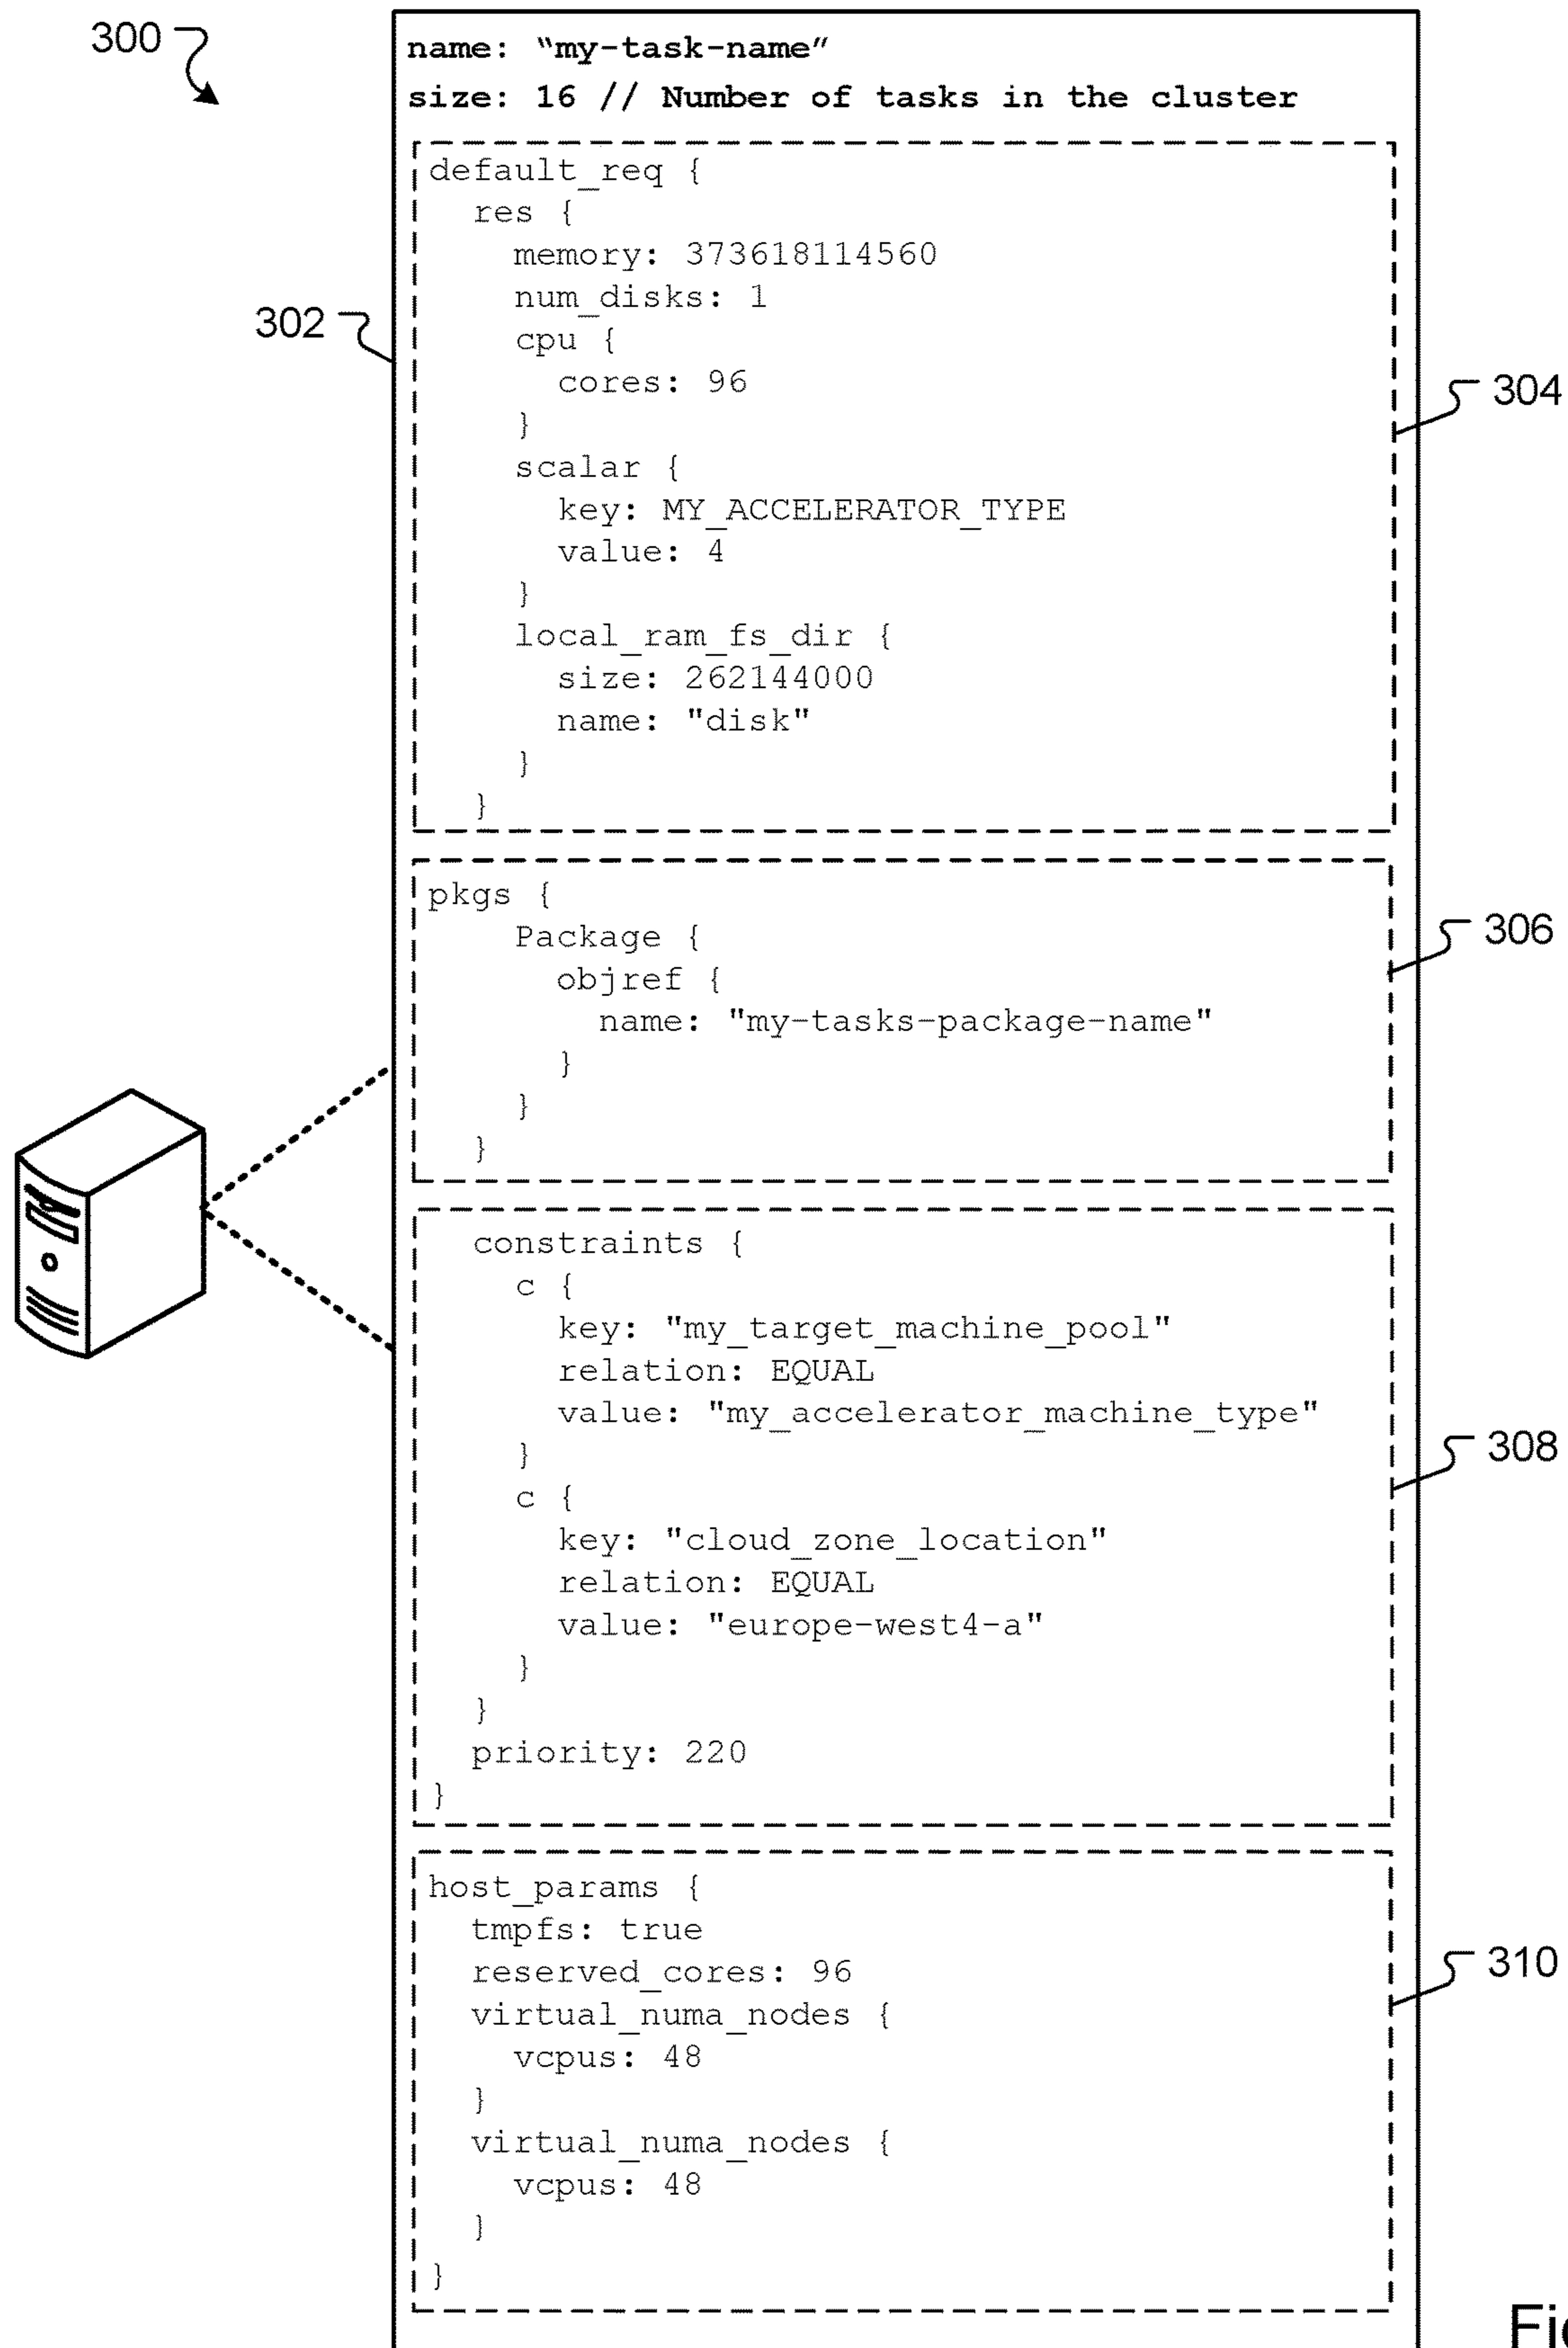 300
name: “my-task-name”
size: 16 // Number of tasks in the cluster
default_req {
res {
memory: 373618114560
num_disks: 1
302
cpu {
cores: 96
304
}
scalar {
key: MY_ACCELERATOR_TYPE
value: 4
}
local_ram_fs_dir {
size: 262144000
name: "disk"
}
}
pkgs {
306
Package {
objref {
name: "my-tasks-package-name"
}
}
}
constraints {
c {
key: "my_target_machine_pool"
relation: EQUAL
value: "my_accelerator_machine_type"
308
}
c {
key: "cloud_zone_location"
relation: EQUAL
value: "europe-west4-a"
}
}
priority: 220
}
host_params {
tmpfs: true
310
reserved_cores: 96
virtual_numa_nodes {
vcpus: 48
}
virtual_numa_nodes {
vcpus: 48
}
}